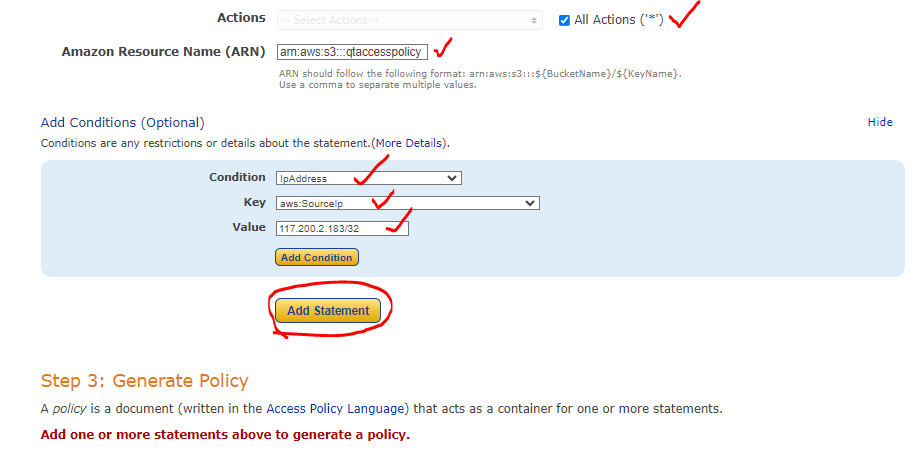 Actions -- Select Actions -- All Actions ('*')
Amazon Resource Name (ARN) arn:aws:s3:::qtaccesspolicy
ARN should follow the following format: arn:aws:s3:::${BucketName}/${KeyName}.
Use a comma to separate multiple values.
Add Conditions (Optional) Hide
Conditions are any restrictions or details about the statement.(More Details).
Condition IpAddress
Key aws:SourceIp
Value 117.200.2.183/32
Add Condition
Add Statement
Step 3: Generate Policy
A policy is a document (written in the Access Policy Language) that acts as a container for one or more statements.
Add one or more statements above to generate a policy.